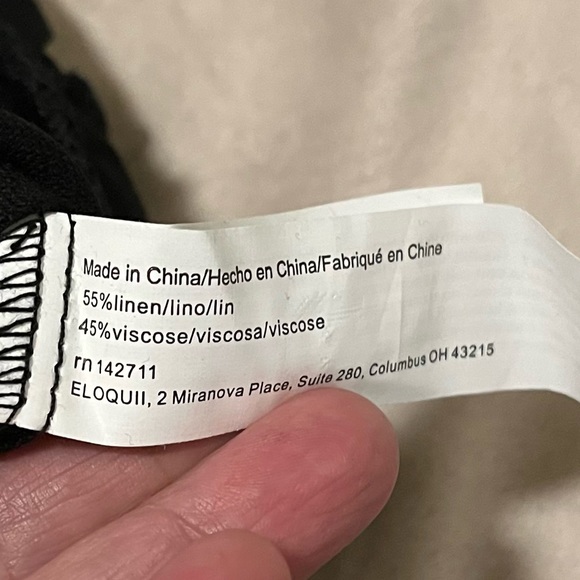 Made in China/Hecho en China/Fabriqué en Chine
55%linen/lino/lin
45%viscose/viscosa/viscose
rn 142711
ELOQUII, 2 Miranova Place, Suite 280, Columbus OH 43215